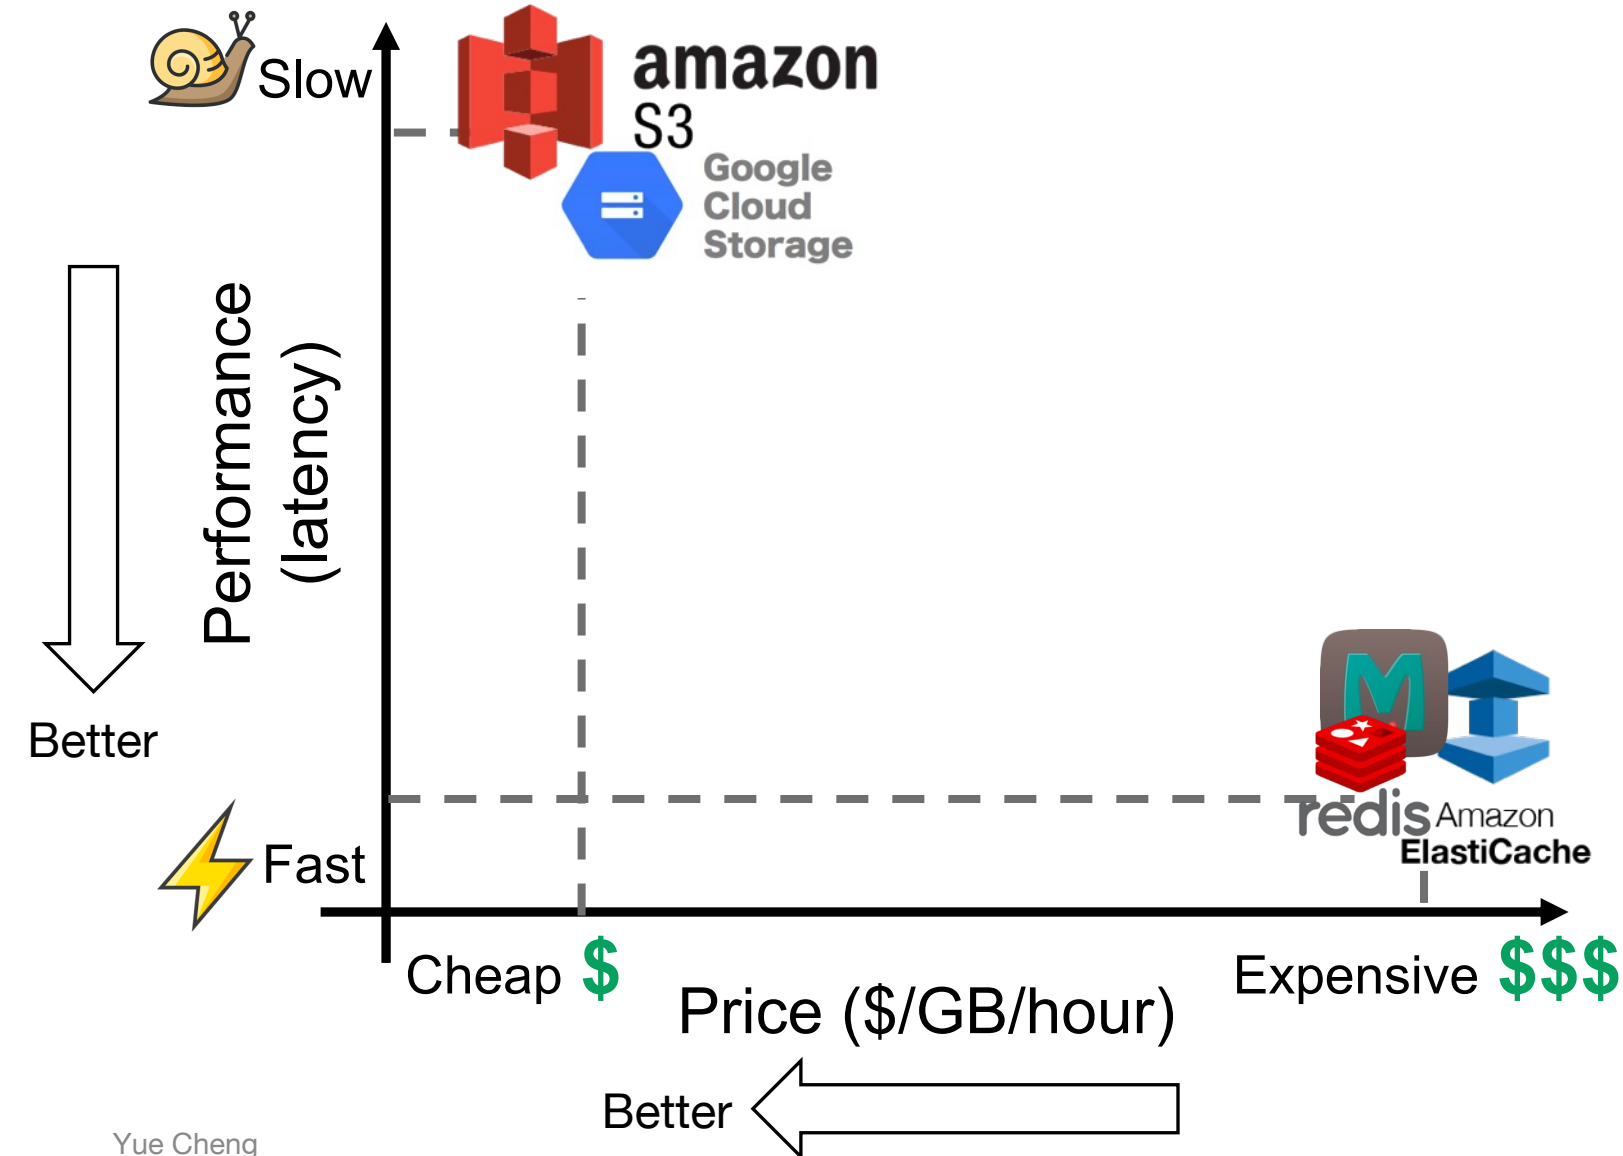 Slow
amazon
S3
Google
Cloud
Storage
Performance
(latency)
Better
M
redis
Amazon
ElastiCache
Fast
Cheap $
Expensive $$$
Price ($/GB/hour)
Better
Yue Cheng